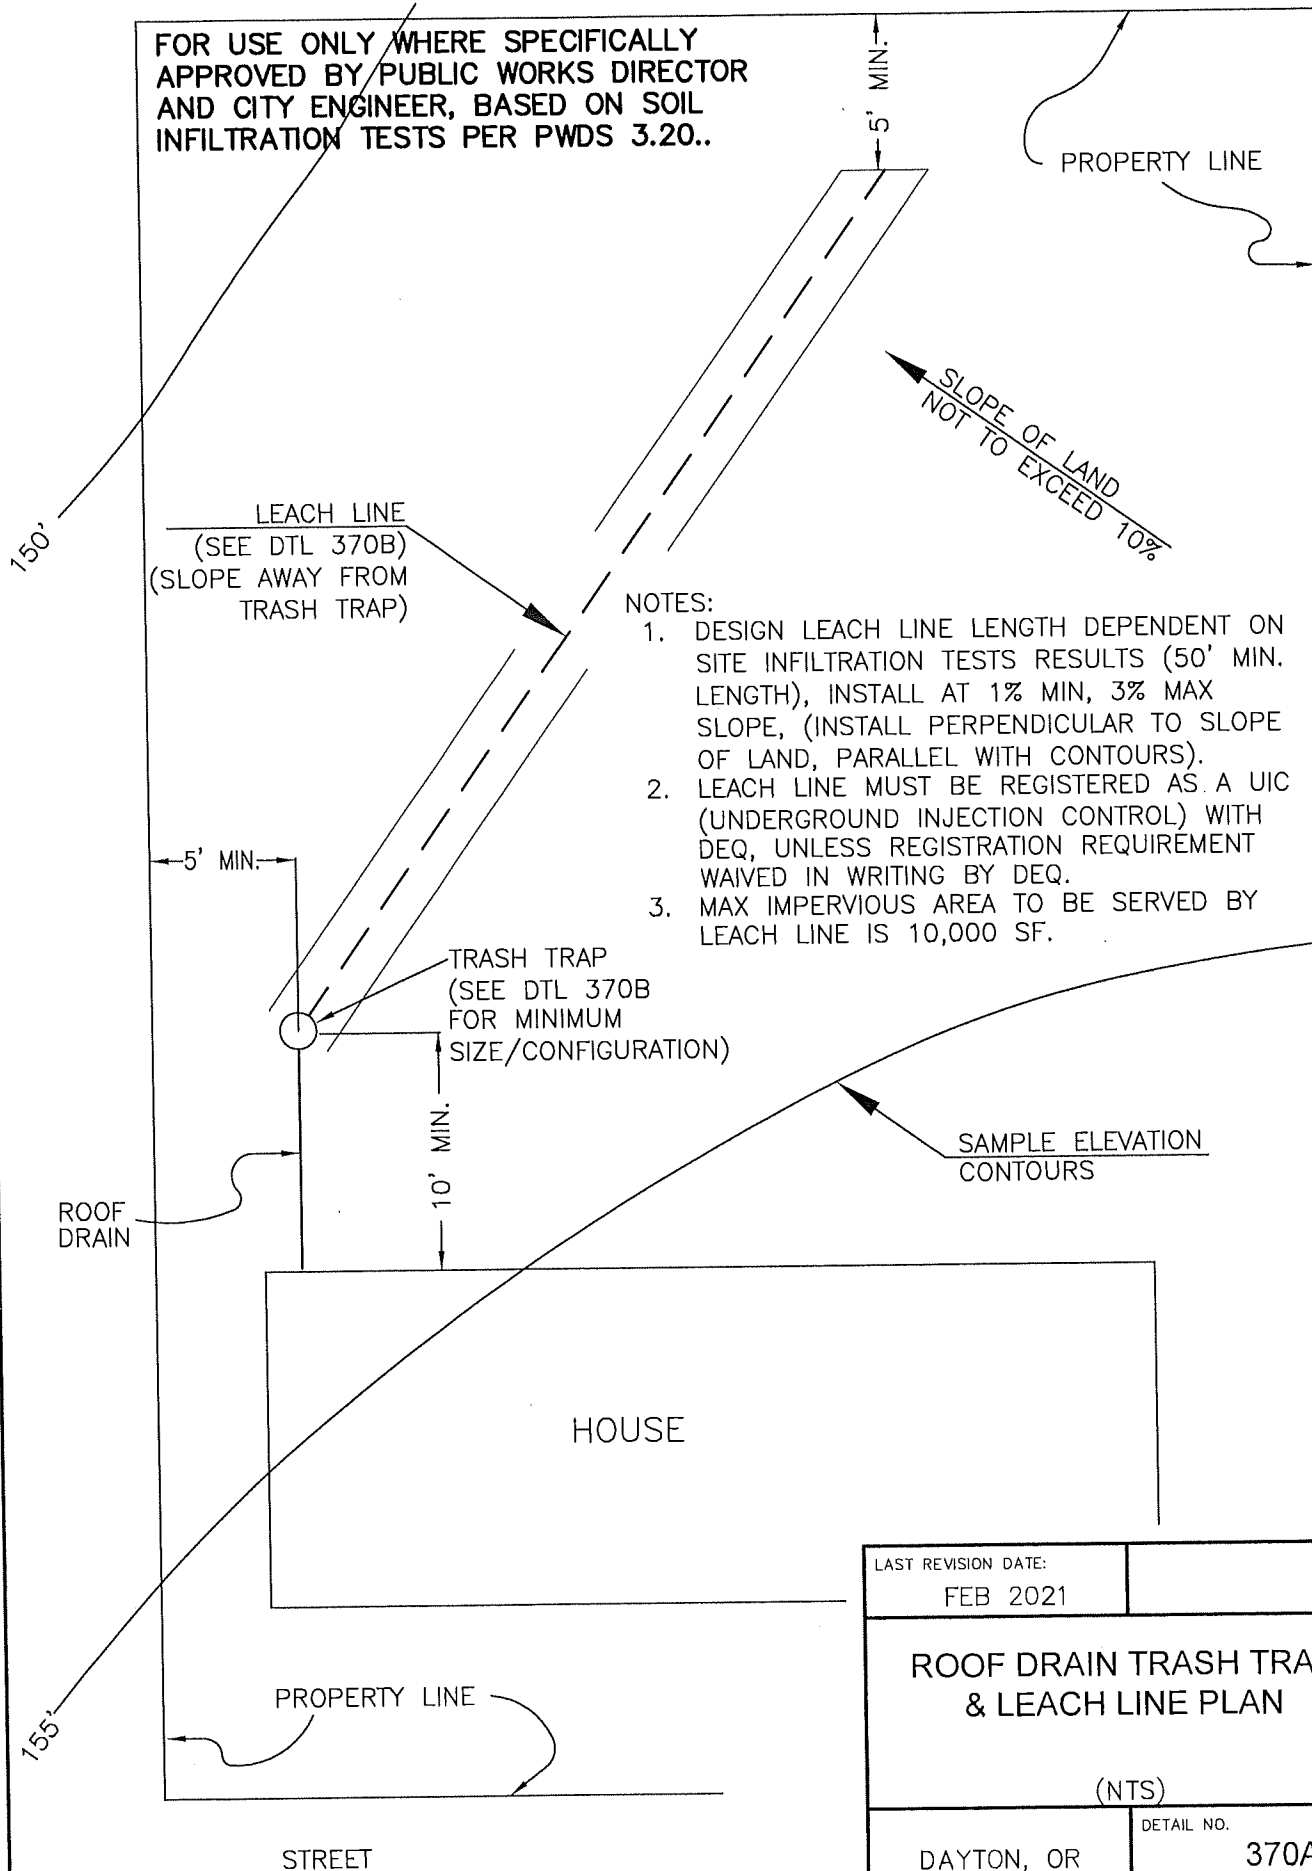 FOR USE ONLY WHERE SPECIFICALLY
APPROVED BY PUBLIC WORKS DIRECTOR
AND CITY ENGINEER, BASED ON SOIL
INFILTRATION TESTS PER PWDS 3.20..
5' MIN.
PROPERTY LINE
SLOPE OF LAND
NOT TO EXCEED 10%
150'
LEACH LINE
(SEE DTL 370B)
(SLOPE AWAY FROM
TRASH TRAP)
NOTES:
1. DESIGN LEACH LINE LENGTH DEPENDENT ON
SITE INFILTRATION TESTS RESULTS (50' MIN.
LENGTH), INSTALL AT 1% MIN, 3% MAX
SLOPE, (INSTALL PERPENDICULAR TO SLOPE
OF LAND, PARALLEL WITH CONTOURS).
2. LEACH LINE MUST BE REGISTERED AS A UIC
(UNDERGROUND INJECTION CONTROL) WITH
DEQ, UNLESS REGISTRATION REQUIREMENT
WAIVED IN WRITING BY DEQ.
3. MAX IMPERVIOUS AREA TO BE SERVED BY
LEACH LINE IS 10,000 SF.
5' MIN.
TRASH TRAP
(SEE DTL 370B
FOR MINIMUM
SIZE/CONFIGURATION)
10' MIN.
SAMPLE ELEVATION
CONTOURS
ROOF
DRAIN
HOUSE
155'
PROPERTY LINE
STREET
LAST REVISION DATE:
FEB 2021
ROOF DRAIN TRASH TRA
& LEACH LINE PLAN
(NTS)
DAYTON, OR
DETAIL NO.
370A